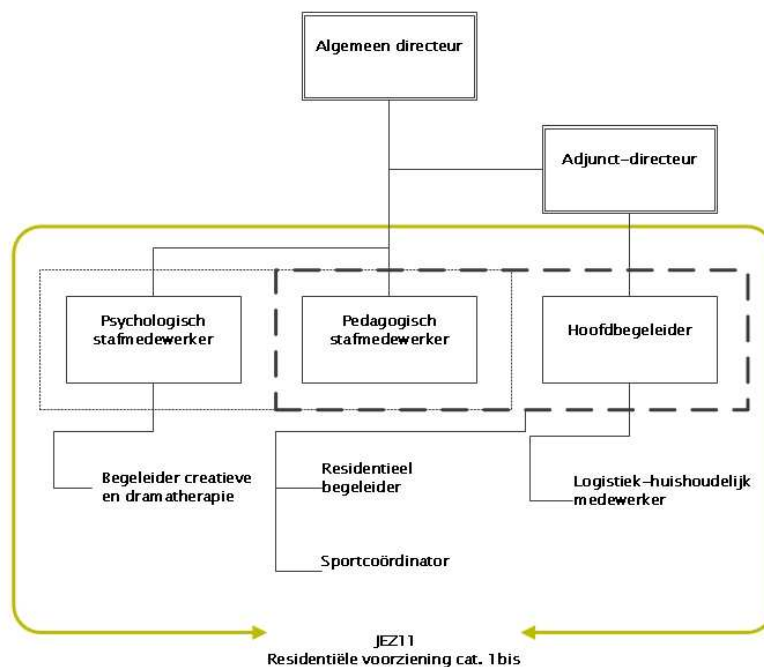 Algemeen directeur
Adjunct-directeur
Psychologisch
stafmedewerker
Pedagogisch
stafmedewerker
Hoofdbegeleider
Begeleider creatieve
en dramatherapie
Residentieel
begeleider
Sportcoördinator
Logistiek-huishoudelijk
medewerker
JEZ11
Residentiële voorziening cat. 1bis